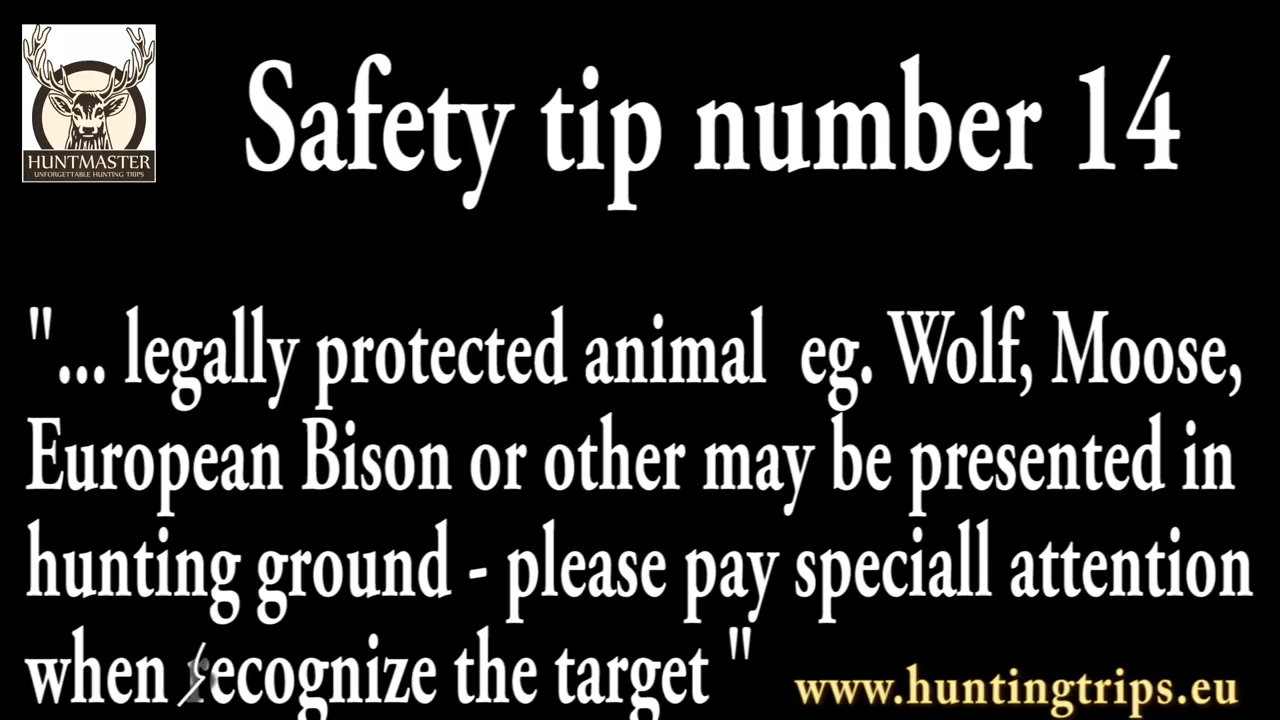 HUNTMASTER
UNFORGETTABLE HUNTING TRIPS
Safety tip number 14
"... legally protected animal eg. Wolf, Moose,
European Bison or other may be presented in
hunting ground - please pay speciall attention
when recognize the target "
www.huntingtrips.eu